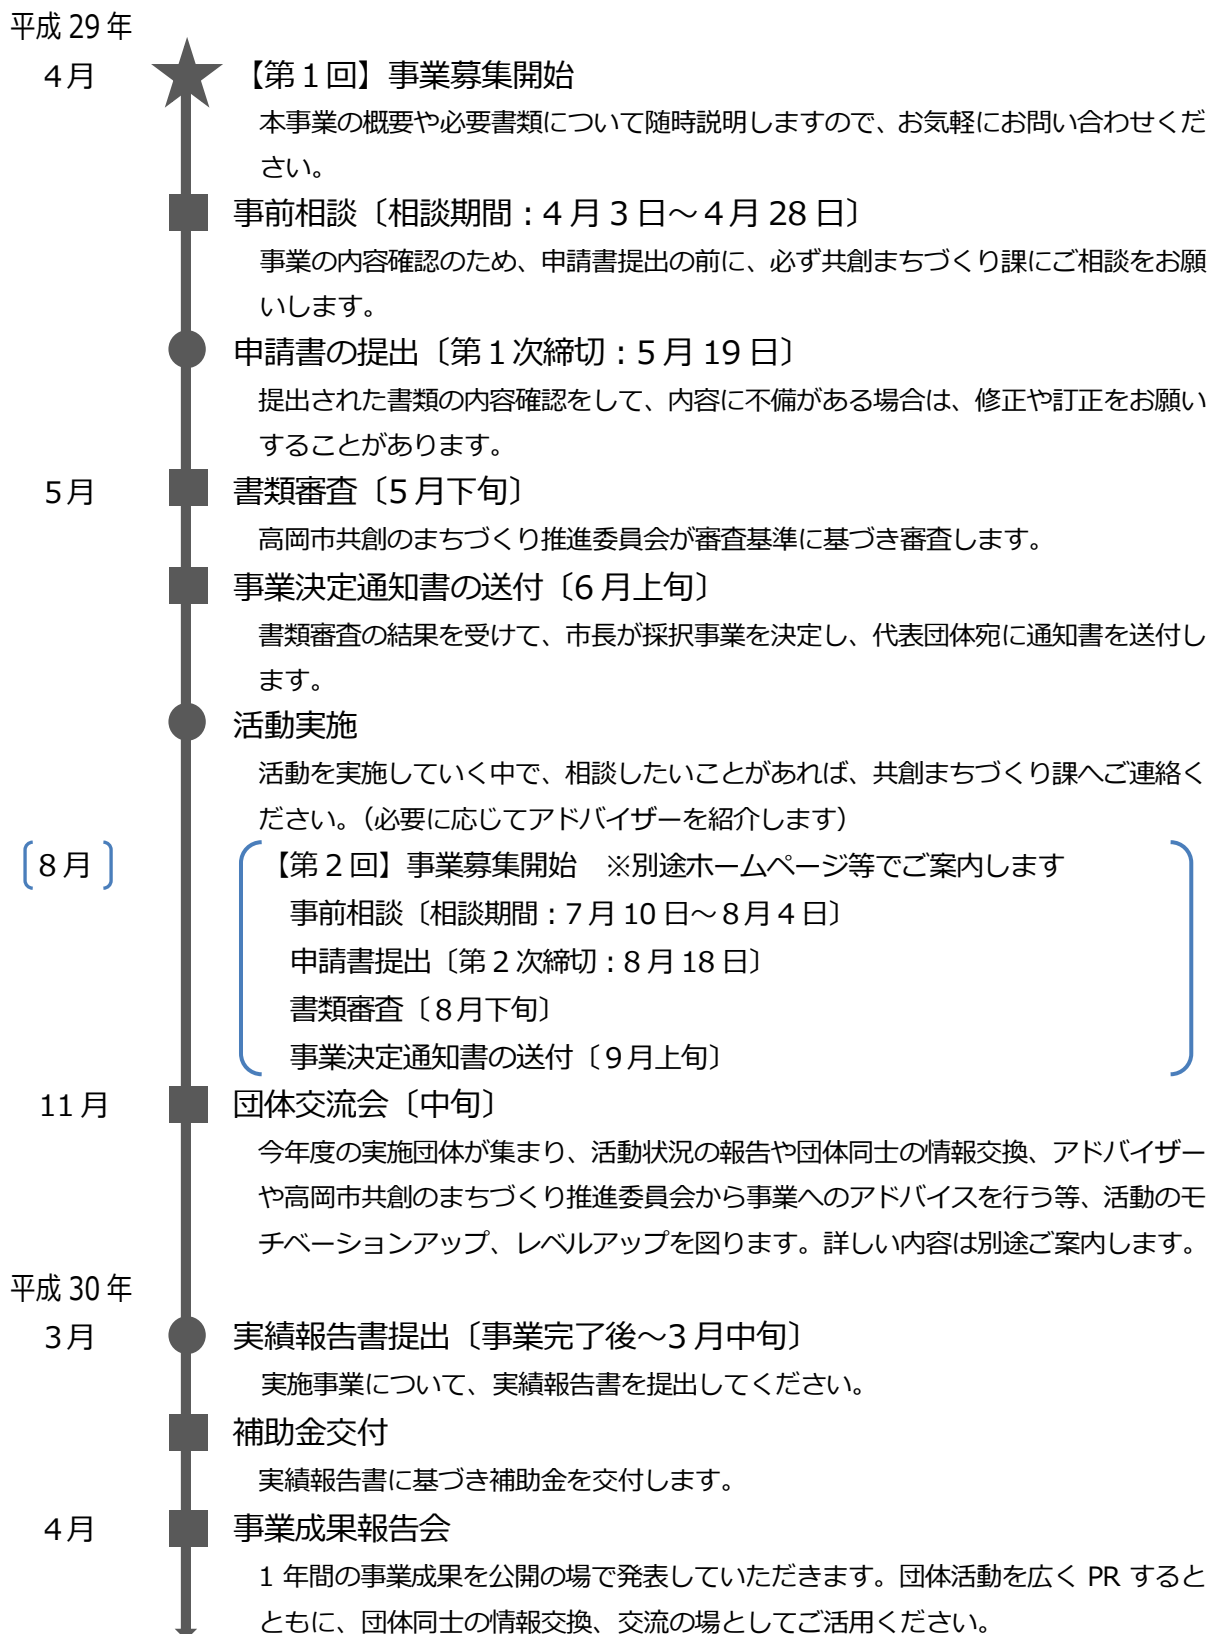 平成 29 年
4月 【第1回】事業募集開始
本事業の概要や必要書類について随時説明しますので、お気軽にお問い合わせくだ
さい。
事前相談〔相談期間：4月3日～4月28日〕
事業の内容確認のため、申請書提出の前に、必ず共創まちづくり課にご相談をお願
いします。
申請書の提出〔第1次締切：5月19日〕
提出された書類の内容確認をして、内容に不備がある場合は、修正や訂正をお願い
することがあります。
5月 書類審査〔5月下旬〕
高岡市共創のまちづくり推進委員会が審査基準に基づき審査します。
事業決定通知書の送付〔6月上旬〕
書類審査の結果を受けて、市長が採択事業を決定し、代表団体宛に通知書を送付し
ます。
活動実施
活動を実施していく中で、相談したいことがあれば、共創まちづくり課へご連絡く
ださい。（必要に応じてアドバイザーを紹介します）
8月 【第2回】事業募集開始　※別途ホームページ等でご案内します
事前相談〔相談期間：7月10日～8月4日〕
申請書提出〔第2次締切：8月18日〕
書類審査〔8月下旬〕
事業決定通知書の送付〔9月上旬〕
11月 団体交流会〔中旬〕
今年度の実施団体が集まり、活動状況の報告や団体同士の情報交換、アドバイザー
や高岡市共創のまちづくり推進委員会から事業へのアドバイスを行う等、活動のモ
チベーションアップ、レベルアップを図ります。詳しい内容は別途ご案内します。
平成 30 年
3月 実績報告書提出〔事業完了後～3月中旬〕
実施事業について、実績報告書を提出してください。
補助金交付
実績報告書に基づき補助金を交付します。
4月 事業成果報告会
1 年間の事業成果を公開の場で発表していただきます。団体活動を広く PR すると
ともに、団体同士の情報交換、交流の場としてご活用ください。